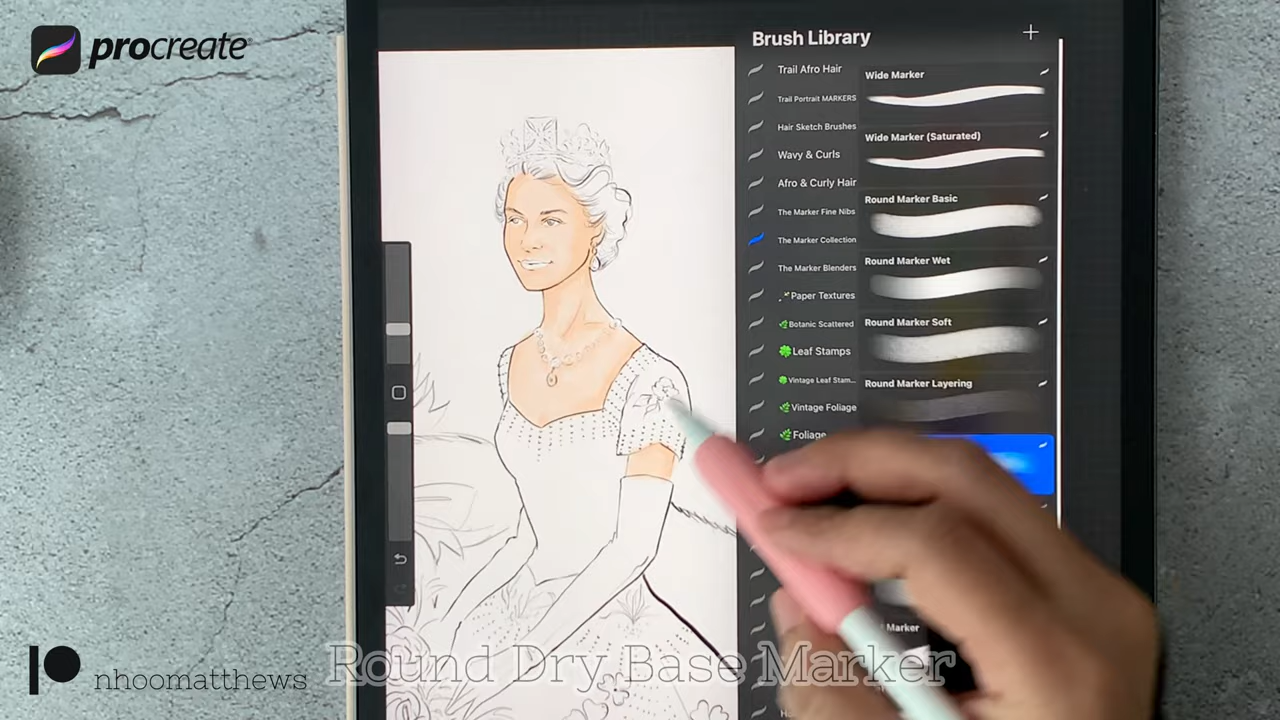 procreate
Brush Library
+
Trail Afro Hair
Trail Portrait MARKERS
Hair Sketch Brushes
Wavy & Curls
Afro & Curly Hair
The Marker Fine Nibs
The Marker Collection
The Marker Blenders
Paper Textures
Botanic Scattered
Leaf Stamps
Vintage Leaf Stam...
Vintage Foliage
Foliage
Wide Marker
Wide Marker (Saturated)
Round Marker Basic
Round Marker Wet
Round Marker Soft
Round Marker Layering
Marker
nhoomatthews
Round Dry Base Marker